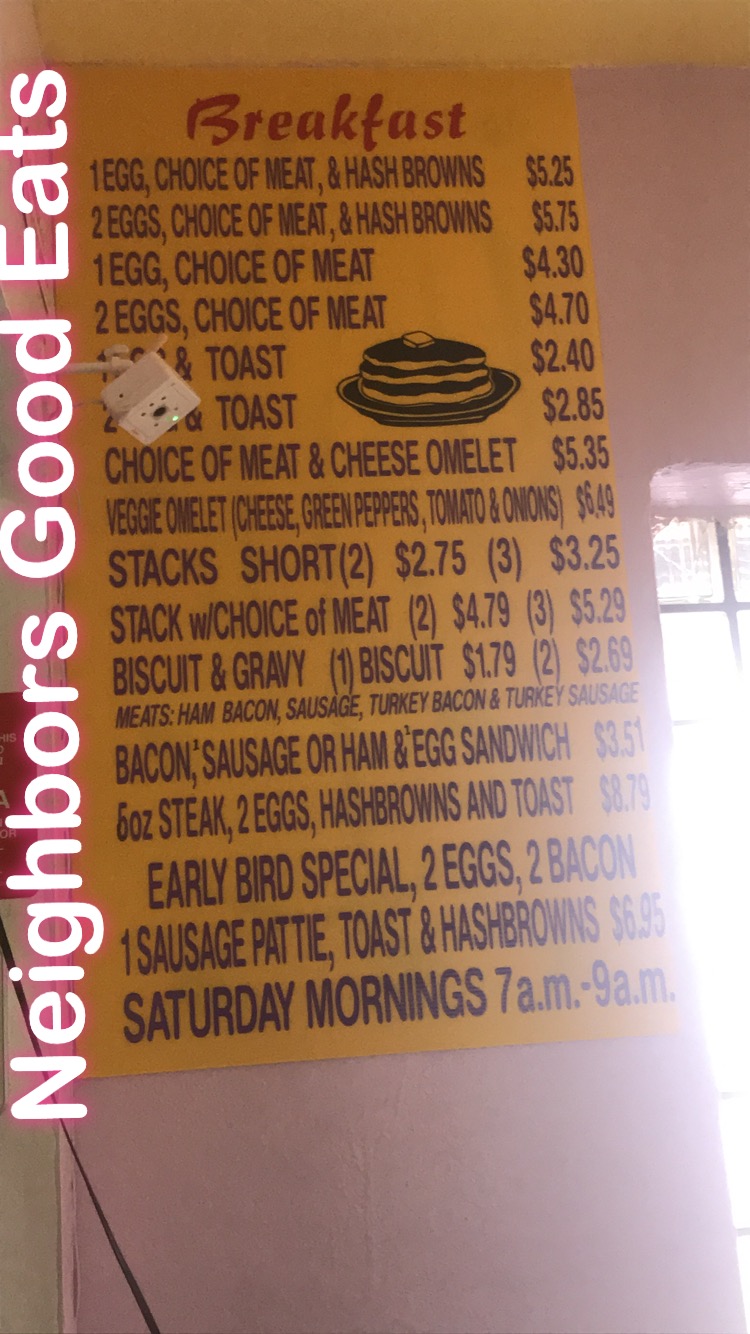 Neighbors Good Eats
Breakfast
1 EGG, CHOICE OF MEAT, & HASH BROWNS $5.25
2 EGGS, CHOICE OF MEAT, & HASH BROWNS $5.75
1 EGG, CHOICE OF MEAT $4.30
2 EGGS, CHOICE OF MEAT $4.70
& TOAST $2.40
2 & TOAST $2.85
CHOICE OF MEAT & CHEESE OMELET $5.35
VEGGIE OMELET (CHEESE, GREEN PEPPERS, TOMATO & ONIONS) $6.49
STACKS SHORT (2) $2.75 (3) $3.25
STACK w/CHOICE of MEAT (2) $4.79 (3) $5.29
BISCUIT & GRAVY (1) BISCUIT $1.79 (2) $2.69
MEATS: HAM BACON, SAUSAGE, TURKEY BACON & TURKEY SAUSAGE
BACON, SAUSAGE OR HAM & EGG SANDWICH $3.51
6oz STEAK, 2 EGGS, HASHBROWNS AND TOAST $8.79
EARLY BIRD SPECIAL, 2 EGGS, 2 BACON
1 SAUSAGE PATTIE, TOAST & HASHBROWNS $6.95
SATURDAY MORNINGS 7a.m.-9a.m.